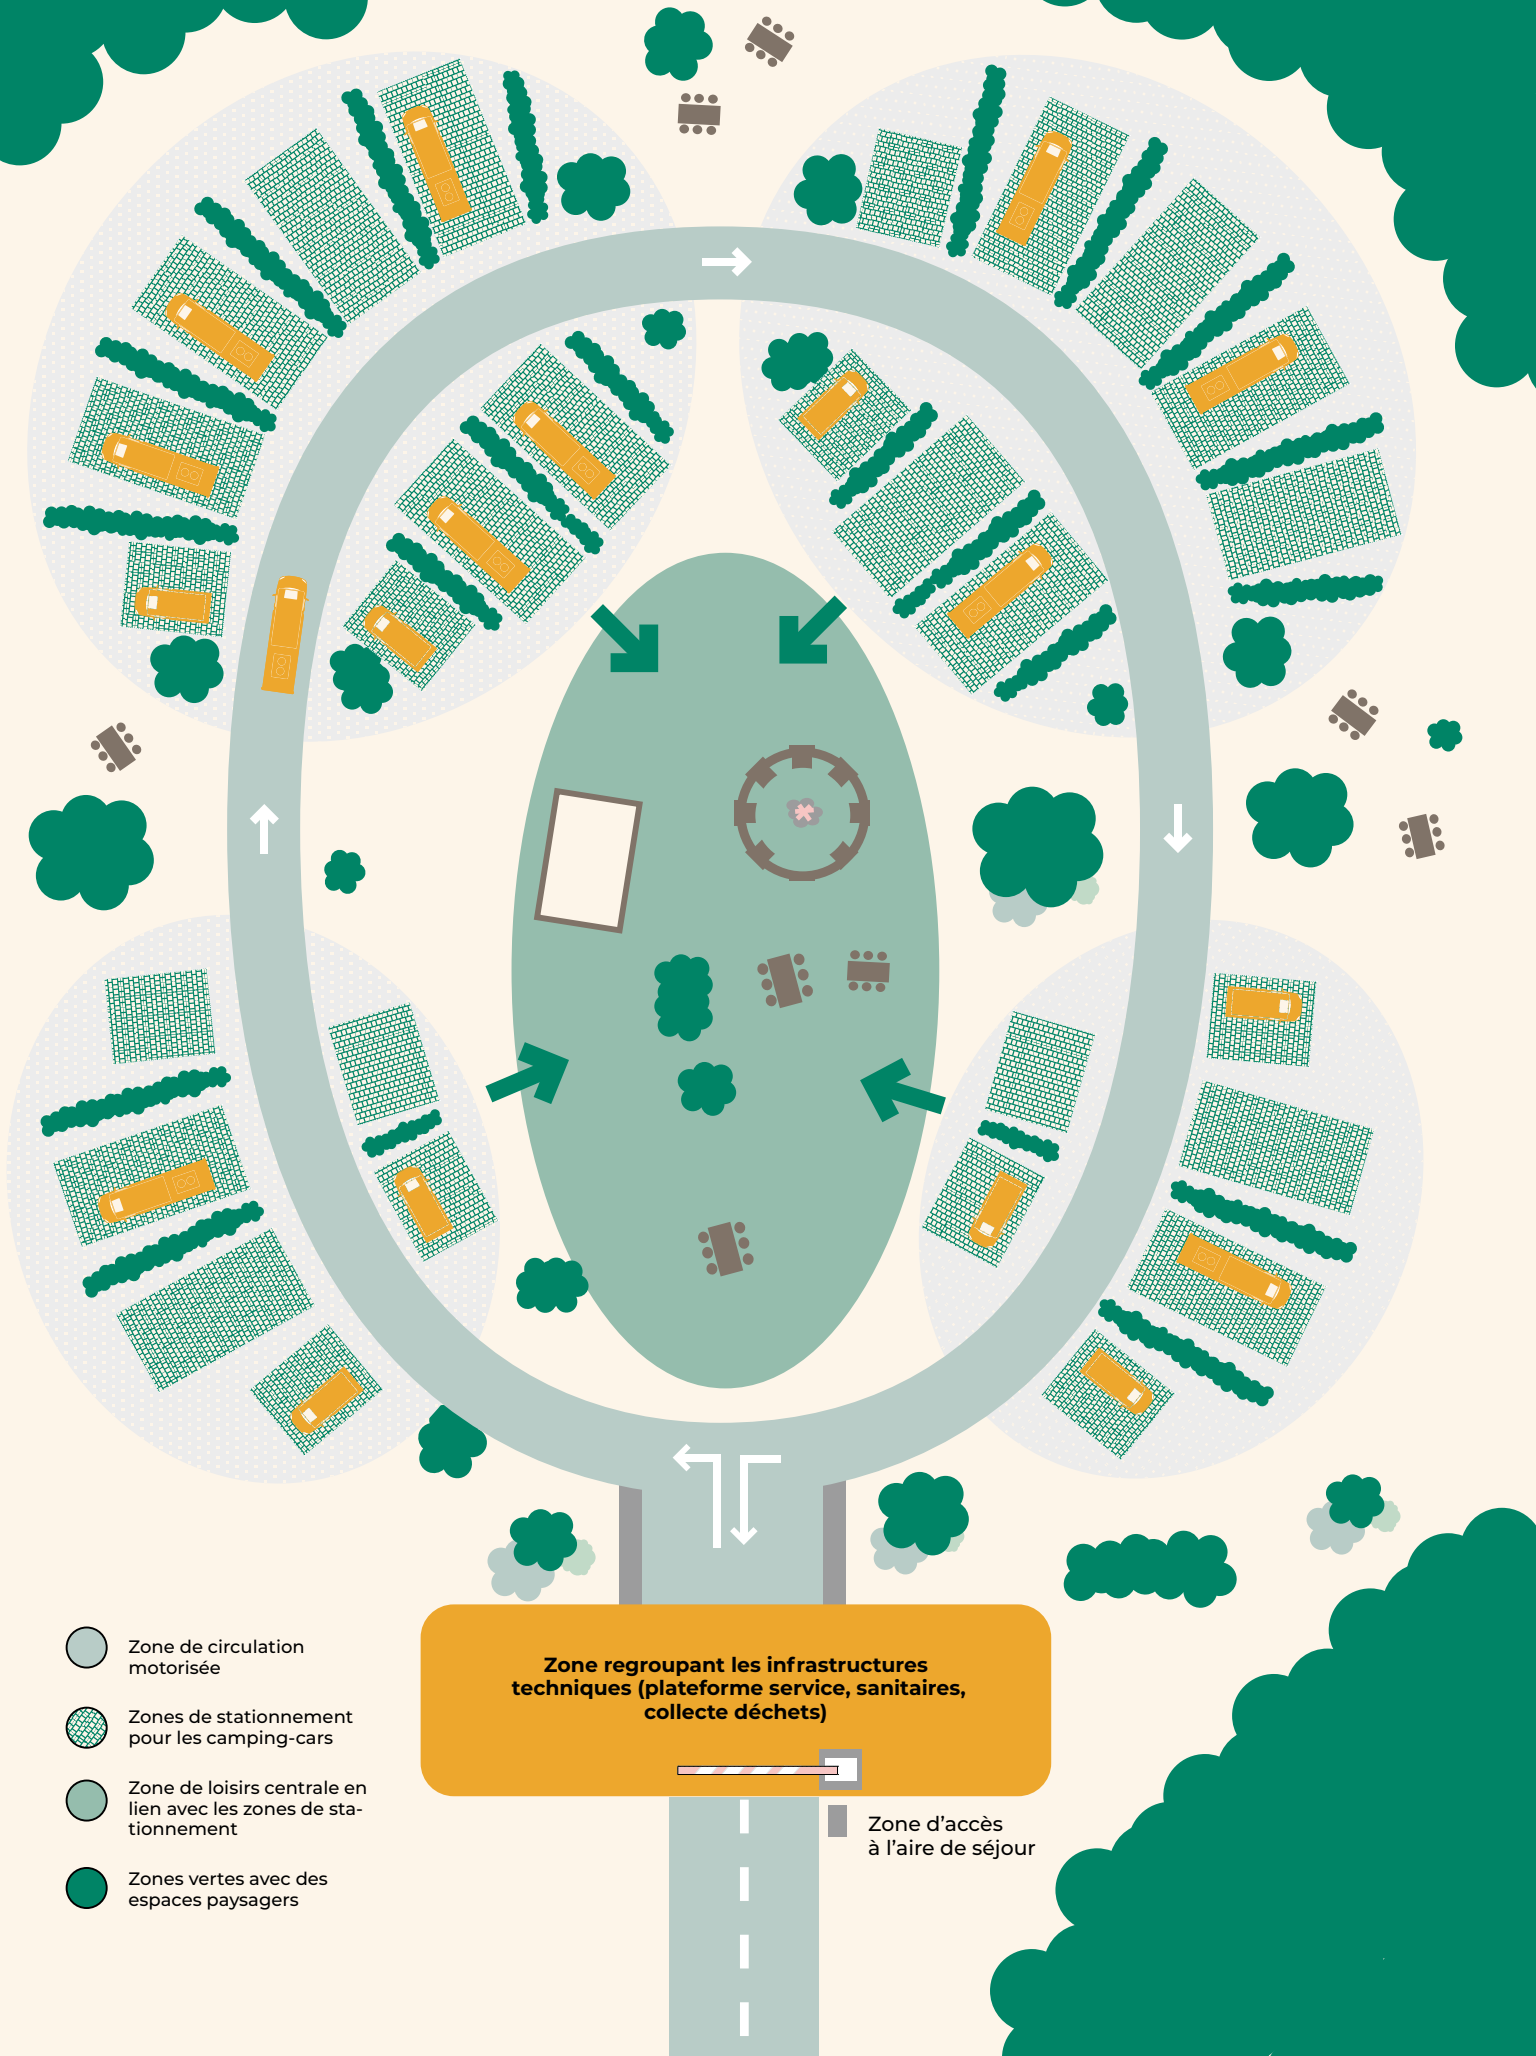 Zone regroupant les infrastructures
techniques (plateforme service, sanitaires,
collecte déchets)
Zone de circulation
motorisée
Zones de stationnement
pour les camping-cars
Zone de loisirs centrale en
lien avec les zones de sta-
tionnement
Zones vertes avec des
espaces paysagers
Zone d’accès
à l’aire de séjour